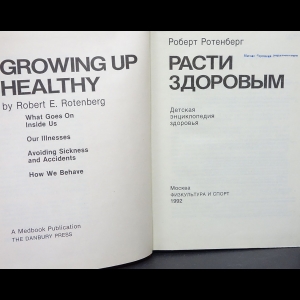 GROWING UP
HEALTHY
by Robert E. Rotenberg
What Goes On
Inside Us
Our Illnesses
Avoiding Sickness
and Accidents
How We Behave
A Medbook Publication
THE DANBURY PRESS
Роберт Ротенберг
РАСТИ
ЗДОРОВЫМ
Детская
энциклопедия
здоровья
Москва
ФИЗКУЛЬТУРА И СПОРТ
1992